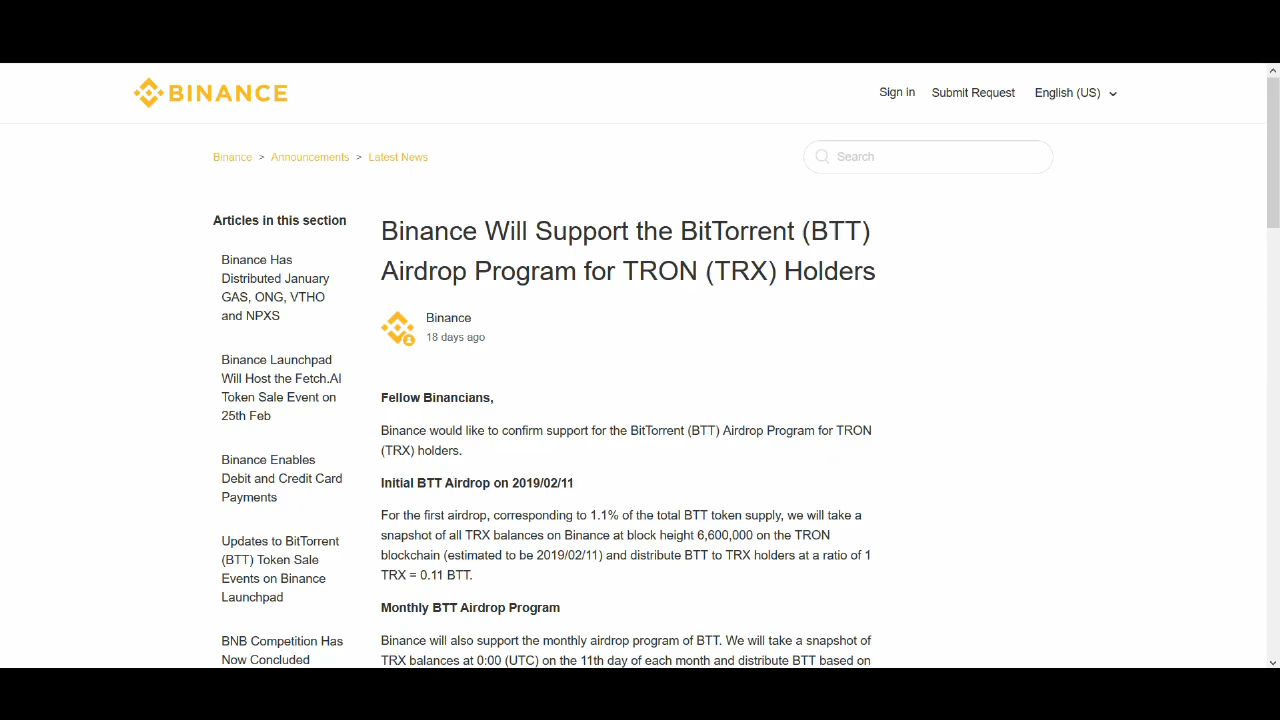 BINANCE
Sign in
Submit Request
English (US)
Binance > Announcements > Latest News
Search
Articles in this section
Binance Has
Distributed January
GAS, ONG, VTHO
and NPXS
Binance Launchpad
Will Host the Fetch.AI
Token Sale Event on
25th Feb
Binance Enables
Debit and Credit Card
Payments
Updates to BitTorrent
(BTT) Token Sale
Events on Binance
Launchpad
BNB Competition Has
Now Concluded
Binance Will Support the BitTorrent (BTT)
Airdrop Program for TRON (TRX) Holders
Binance
18 days ago
Fellow Binancians,
Binance would like to confirm support for the BitTorrent (BTT) Airdrop Program for TRON
(TRX) holders.
Initial BTT Airdrop on 2019/02/11
For the first airdrop, corresponding to 1.1% of the total BTT token supply, we will take a
snapshot of all TRX balances on Binance at block height 6,600,000 on the TRON
blockchain (estimated to be 2019/02/11) and distribute BTT to TRX holders at a ratio of 1
TRX = 0.11 BTT.
Monthly BTT Airdrop Program
Binance will also support the monthly airdrop program of BTT. We will take a snapshot of
TRX balances at 0:00 (UTC) on the 11th day of each month and distribute BTT based on